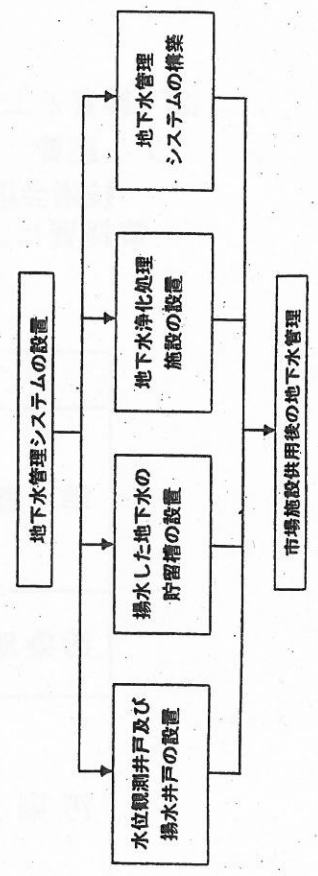 地下水管理システムの設置
水位観測井戸及び
揚水井戸の設置
揚水した地下水の
貯留槽の設置
地下水浄化処理
施設の設置
地下水管理
システムの構築
市場施設供用後の地下水管理